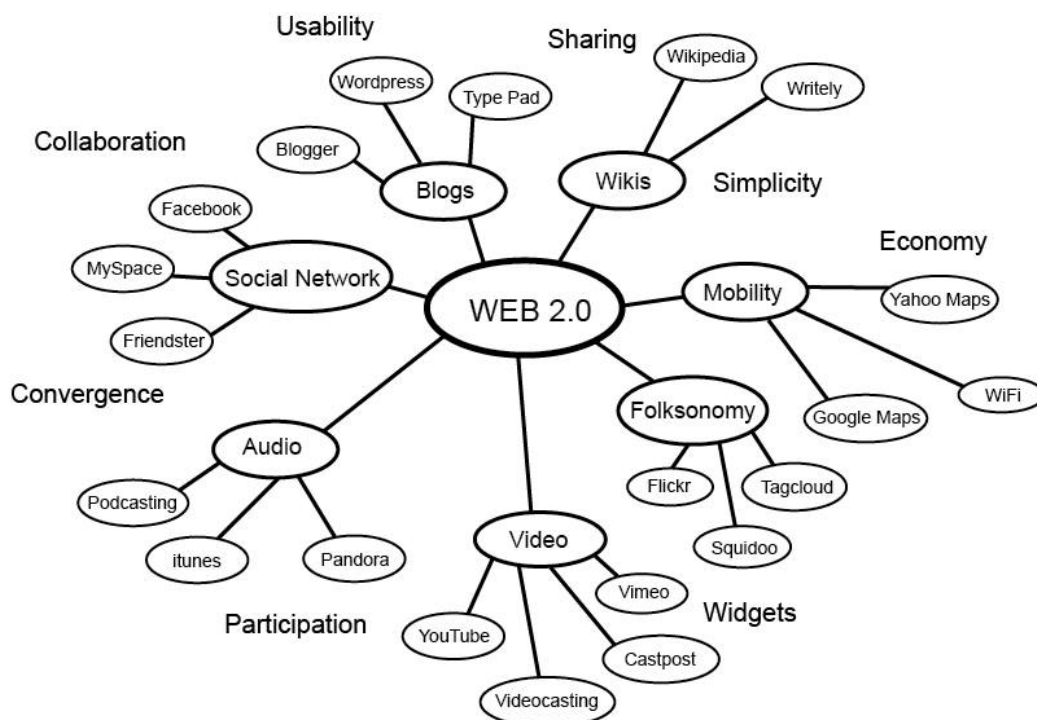 Usability
Sharing
Wikipedia
Wordpress
Type Pad
Writely
Collaboration
Blogger
Blogs
Wikis
Simplicity
Facebook
Economy
MySpace
Social Network
Mobility
Yahoo Maps
WEB 2.0
Friendster
Convergence
WiFi
Folksonomy
Google Maps
Audio
Podcasting
Flickr
Tagcloud
itunes
Pandora
Video
Squidoo
Vimeo
Widgets
Participation
YouTube
Castpost
Videocasting